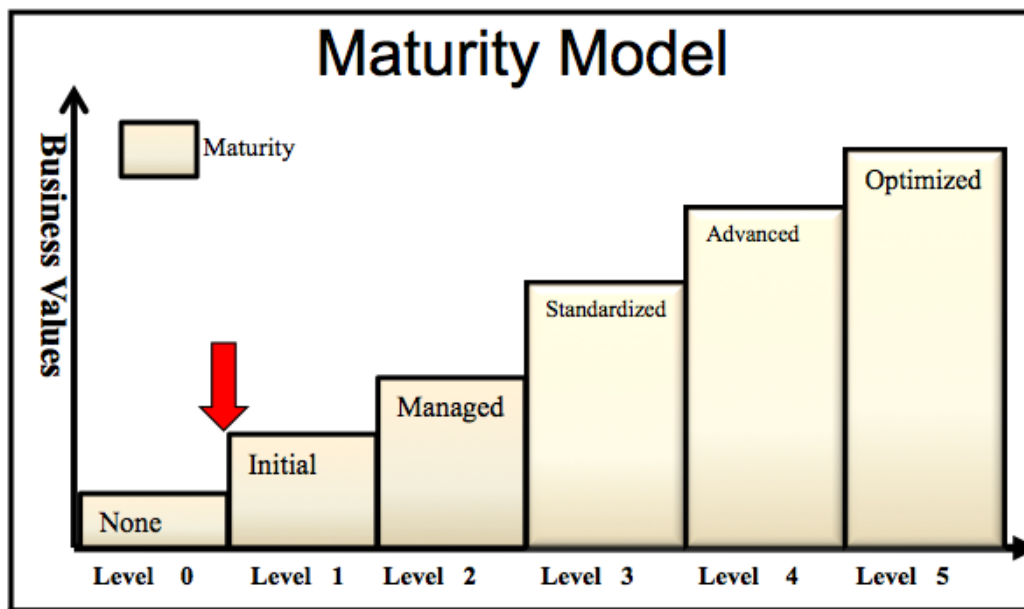 Maturity Model
Maturity
Business Values
Optimized
Advanced
Standardized
Managed
Initial
None
Level 0 Level 1 Level 2 Level 3 Level 4 Level 5